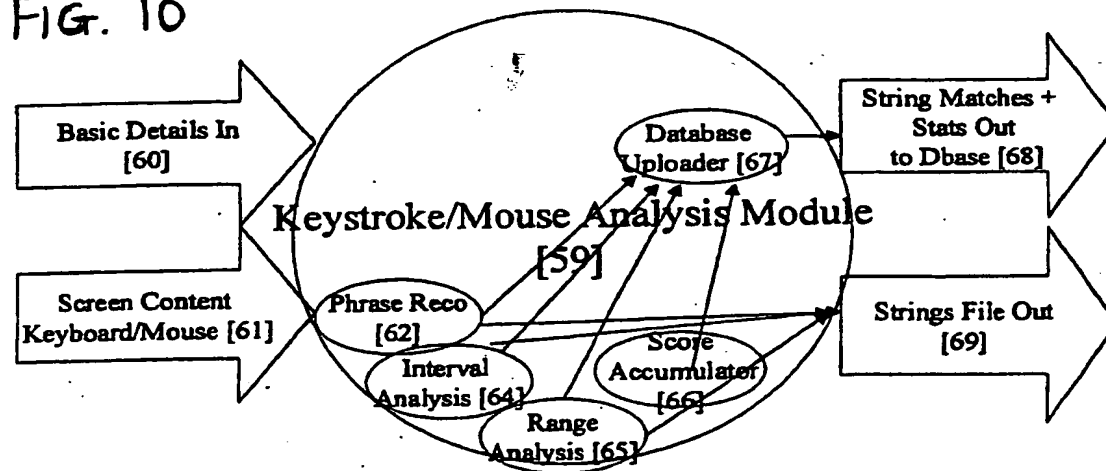 FIG. 10
Basic Details In
[60]
Screen Content
Keyboard/Mouse [61]
Keystroke/Mouse Analysis Module
[59]
Database
Uploader [67]
Phrase Reco
[62]
Interval
Analysis [64]
Range
Analysis [65]
Score
Accumulator
[66]
String Matches +
Stats Out
to Dbase [68]
Strings File Out
[69]